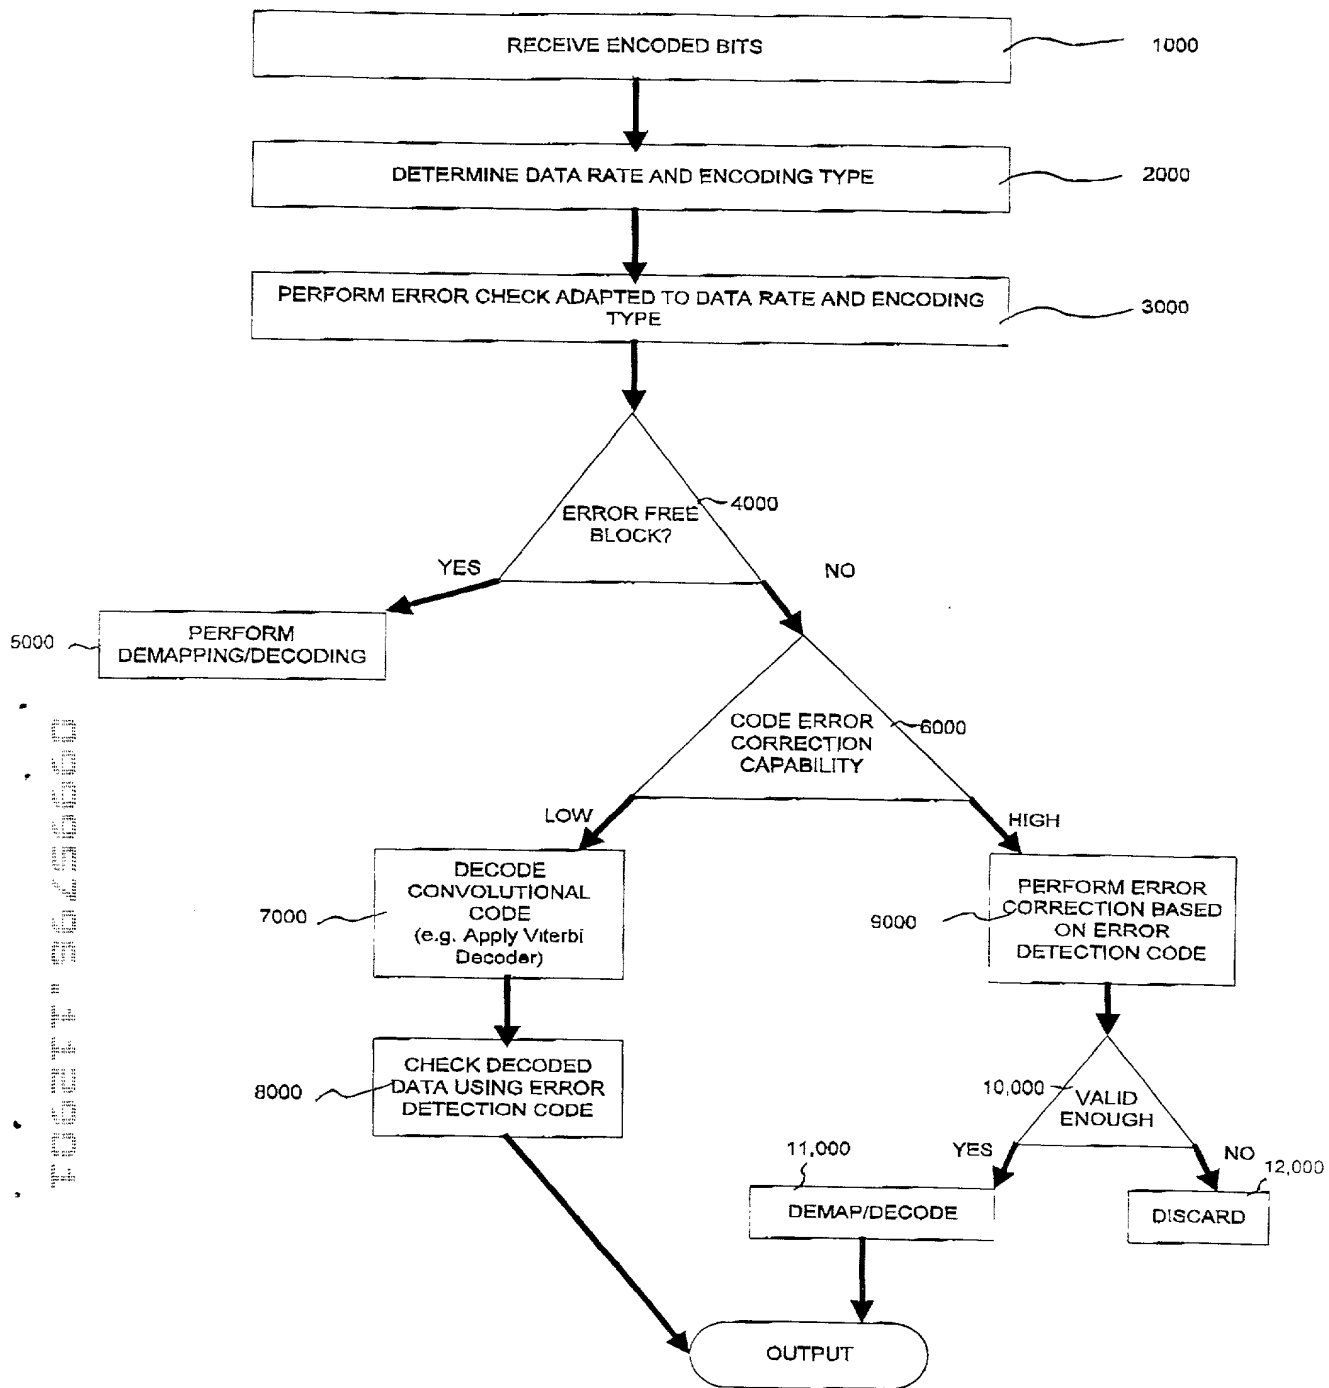 RECEIVE ENCODED BITS
1000
DETERMINE DATA RATE AND ENCODING TYPE
2000
PERFORM ERROR CHECK ADAPTED TO DATA RATE AND ENCODING
TYPE
3000
ERROR FREE
BLOCK?
4000
YES
NO
5000
PERFORM
DEMAPPING/DECODING
CODE ERROR
CORRECTION
CAPABILITY
6000
LOW
HIGH
7000
DECODE
CONVOLUTIONAL
CODE
(e.g. Apply Viterbi
Decoder)
9000
PERFORM ERROR
CORRECTION BASED
ON ERROR
DETECTION CODE
8000
CHECK DECODED
DATA USING ERROR
DETECTION CODE
10,000
VALID
ENOUGH
YES
NO
11,000
12,000
DEMAP/DECODE
DISCARD
OUTPUT